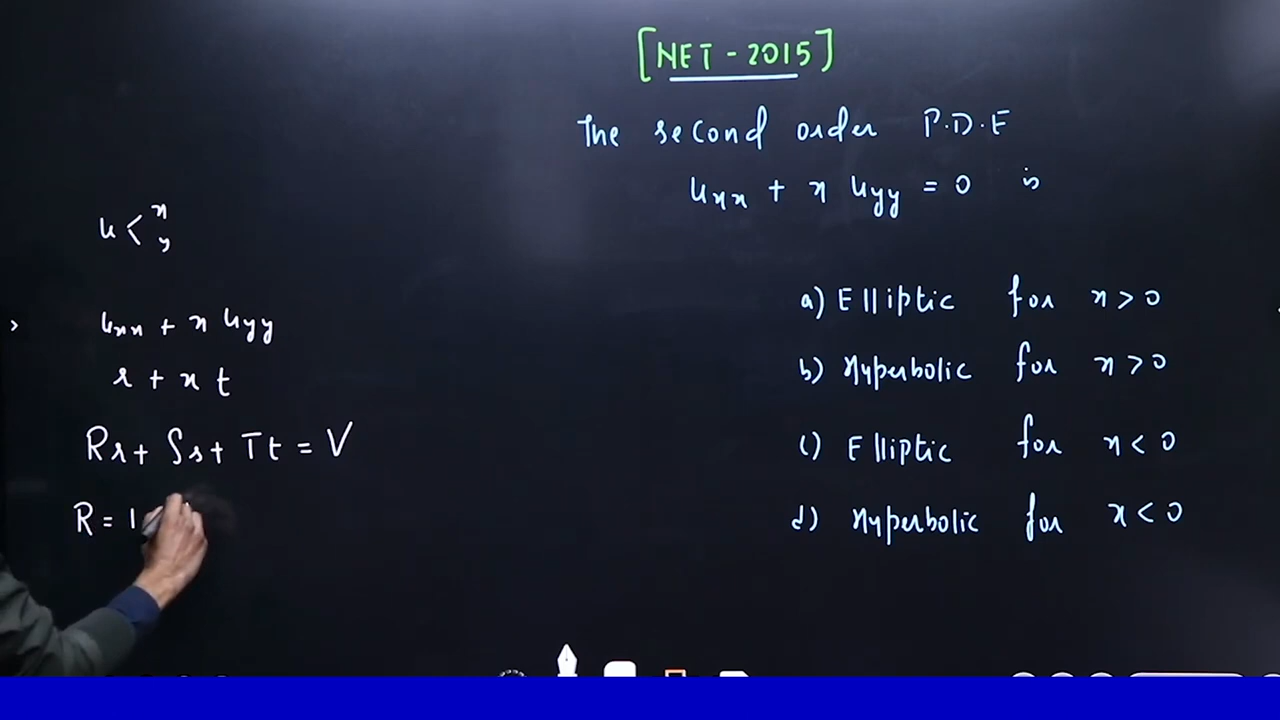 [NET - 2015]
The second order P.D.E
uxx + x uyy = 0 is
a) Elliptic for x > 0
b) Hyperbolic for x > 0
c) Elliptic for x < 0
d) Hyperbolic for x < 0
u < x
y
uxx + x uyy
r + x t
Rr + Ss + Tt = V
R = 1